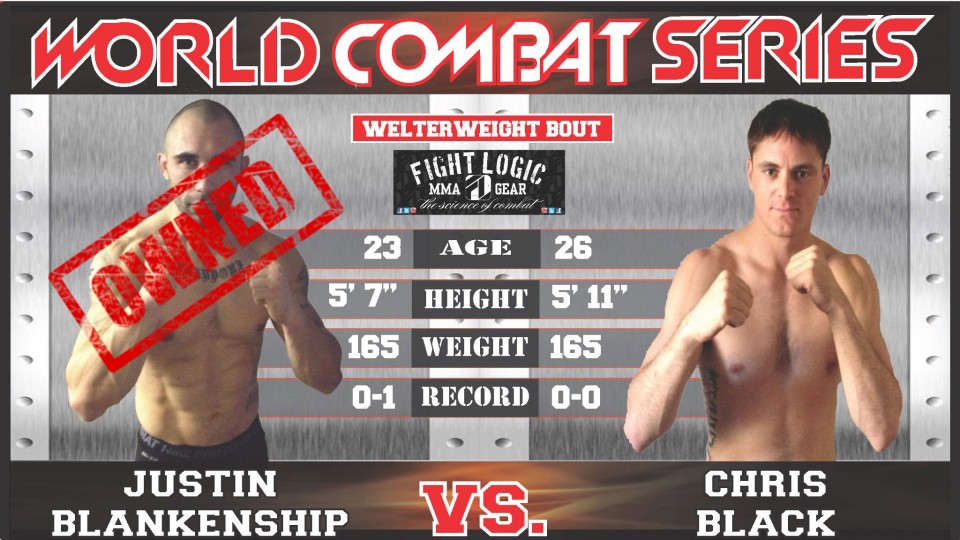 WORLD COMBAT SERIES
WELTERWEIGHT BOUT
FIGHT LOGIC
MMA GEAR
the science of combat
OWNED
23 AGE 26
5' 7" HEIGHT 5' 11"
165 WEIGHT 165
0-1 RECORD 0-0
JUSTIN
BLANKENSHIP
VS.
CHRIS
BLACK